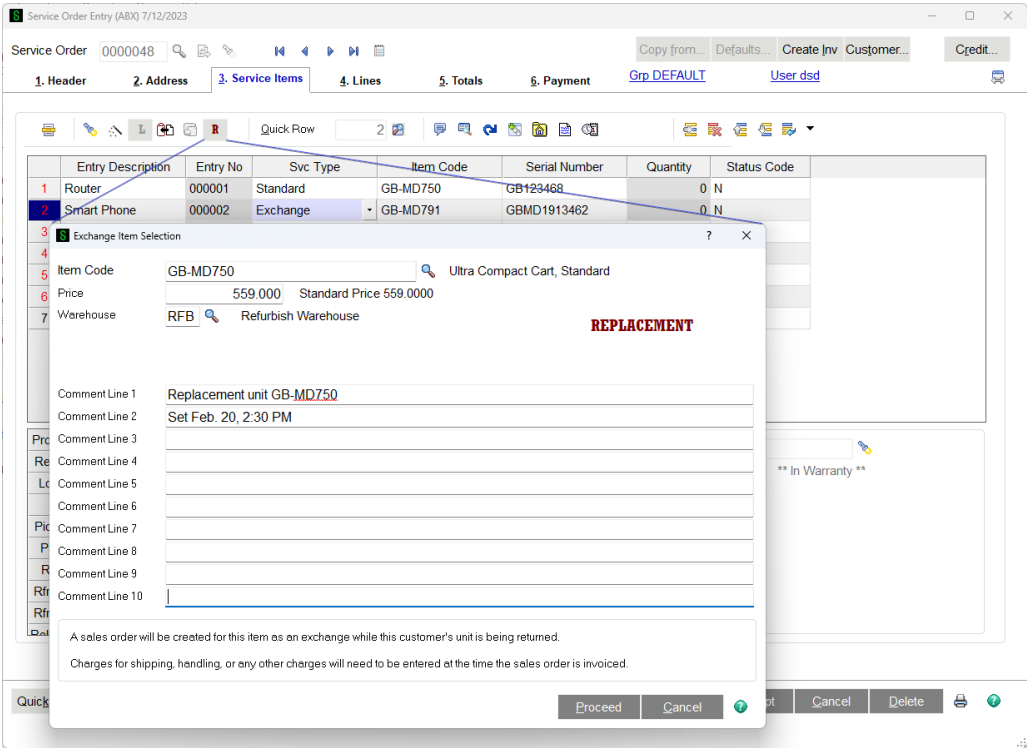 Service Order Entry (ABX) 7/12/2023
Service Order 0000048 Copy from... Defaults... Create Inv Customer... Credit...
1. Header 2. Address 3. Service Items 4. Lines 5. Totals 6. Payment Grp DEFAULT User dsd
L R Quick Row 2
Entry Description Entry No Svc Type Item Code Serial Number Quantity Status Code
1 Router 000001 Standard GB-MD750 GB123468 0 N
2 Smart Phone 000002 Exchange GB-MD791 GBMD1913462 0 N
3
4
5
6
7
Exchange Item Selection ?
Item Code GB-MD750 Ultra Compact Cart, Standard
Price 559.000 Standard Price 559.0000
Warehouse RFB Refurbish Warehouse
REPLACEMENT
Comment Line 1 Replacement unit GB-MD750
Comment Line 2 Set Feb. 20, 2:30 PM
Comment Line 3
Comment Line 4
Comment Line 5
Comment Line 6
Comment Line 7
Comment Line 8
Comment Line 9
Comment Line 10
** In Warranty **
A sales order will be created for this item as an exchange while this customer's unit is being returned.
Charges for shipping, handling, or any other charges will need to be entered at the time the sales order is invoiced.
Proceed Cancel
Quick Cancel Delete